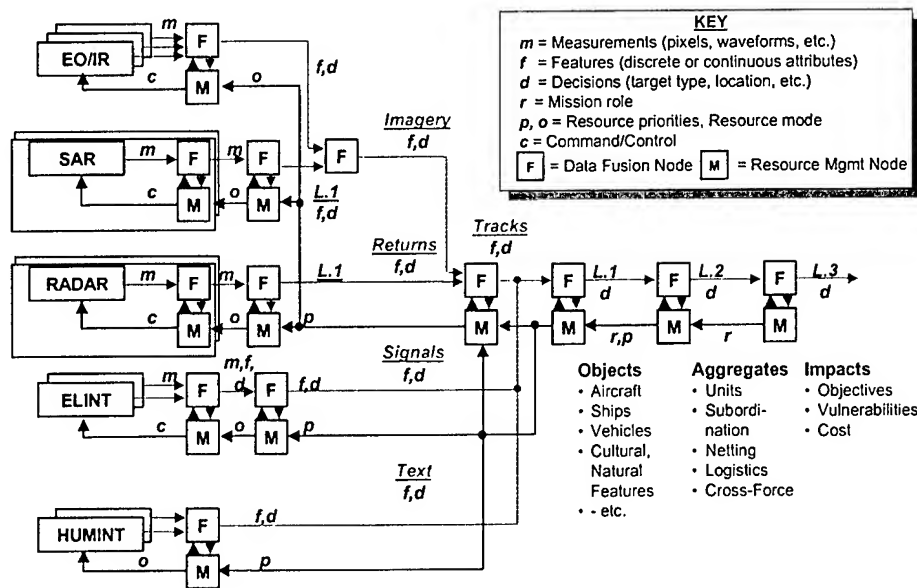 KEY
m = Measurements (pixels, waveforms, etc.)
f = Features (discrete or continuous attributes)
d = Decisions (target type, location, etc.)
r = Mission role
p, o = Resource priorities, Resource mode
c = Command/Control
F = Data Fusion Node M = Resource Mgmt Node
m
EO/IR
F
c
M
o
f,d
Imagery
f,d
SAR
m
F
m
F
F
c
M
o
M
L.1
f,d
Returns
f,d
Tracks
f,d
RADAR
m
F
m
F
L.1
F
F
L.1
d
F
L.2
d
F
L.3
d
c
M
o
M
p
M
M
r,p
M
r
M
Signals
f,d
ELINT
m
F
m,f,
d
F
f,d
c
M
o
M
p
Text
f,d
HUMINT
F
f,d
o
M
p
Objects
• Aircraft
• Ships
• Vehicles
• Cultural,
Natural
Features
• - etc.
Aggregates
• Units
• Subordi-
nation
• Netting
• Logistics
• Cross-Force
Impacts
• Objectives
• Vulnerabilities
• Cost